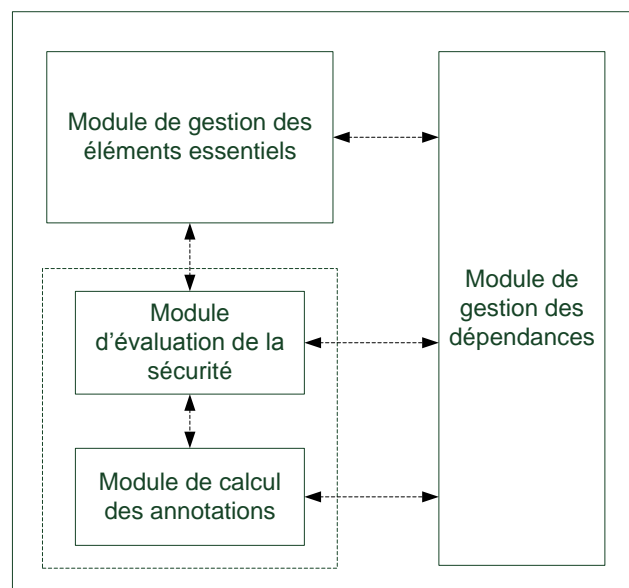 Module de gestion des
éléments essentiels
Module
d’évaluation de la
sécurité
Module de calcul
des annotations
Module de
gestion des
dépendances